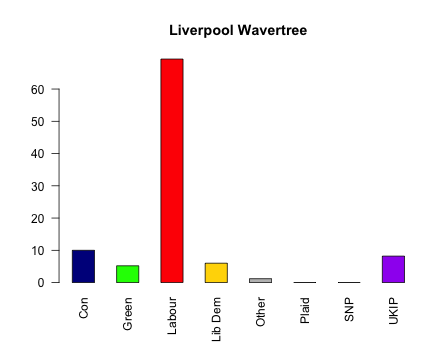 Liverpool Wavertree
60
50
40
30
20
10
0
Con
Green
Labour
Lib Dem
Other
Plaid
SNP
UKIP